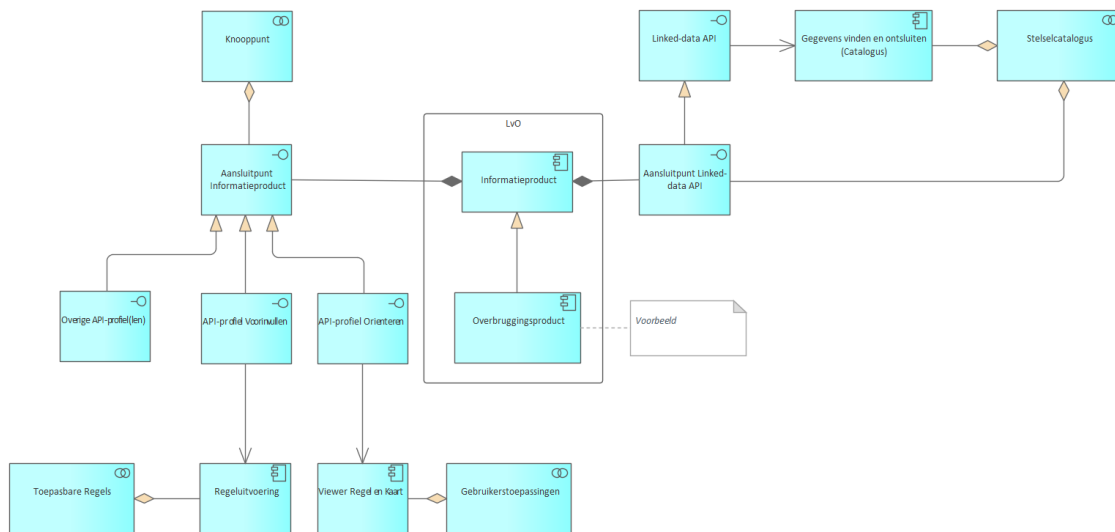 Knooppunt
Linked-data API
Gegevens vinden en ontsluiten
(Catalogus)
Stelselcatalogus
LvO
Aansluitpunt
Informatieproduct
Informatieproduct
Aansluitpunt Linked-
data API
Overige API-profiel(len)
API-profiel Voorinvullen
API-profiel Orienteren
Overbruggingsproduct
Voorbeeld
Toepasbare Regels
Regeluitvoering
Viewer Regel en Kaart
Gebruikerstoepassingen